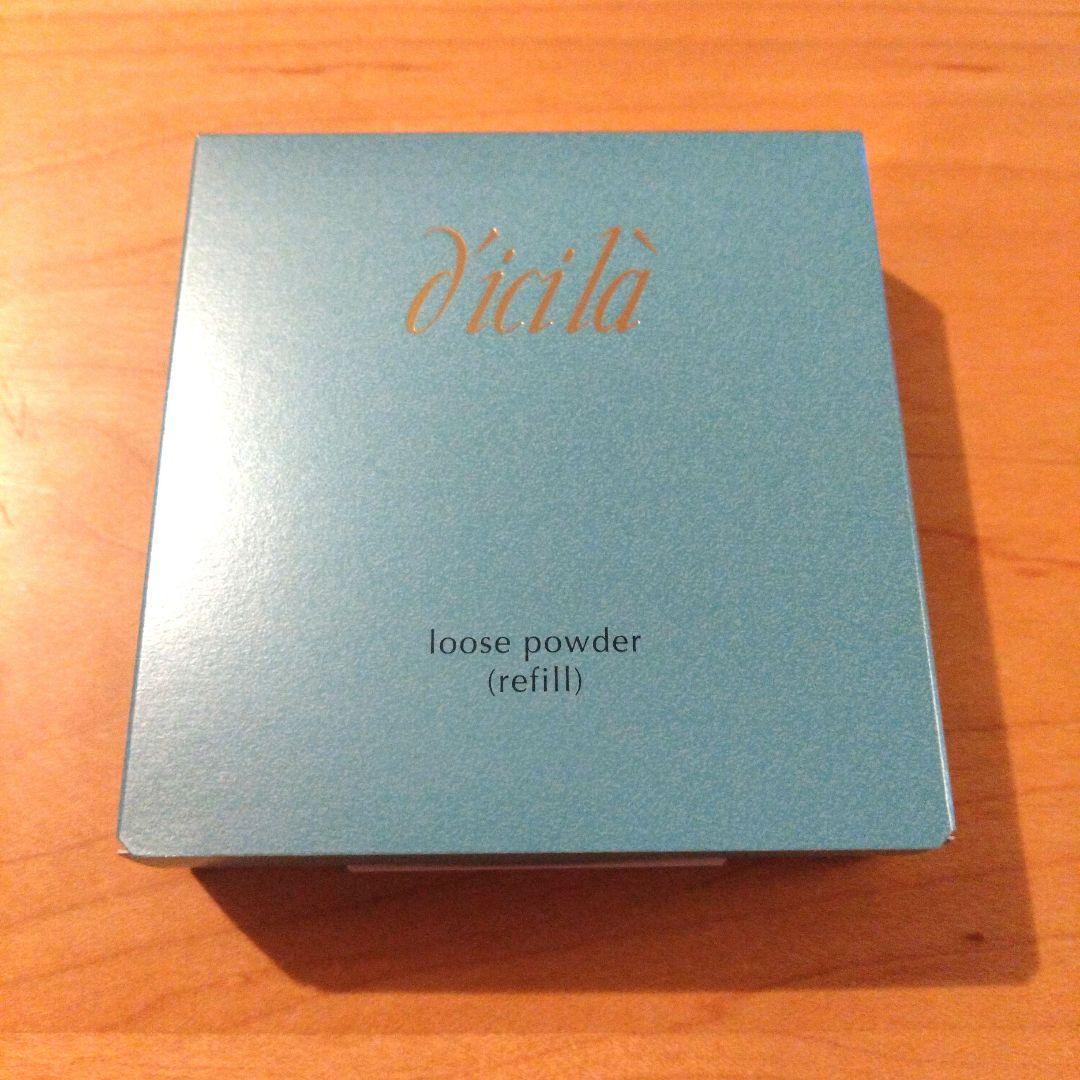 d'ici là
loose powder
(refill)